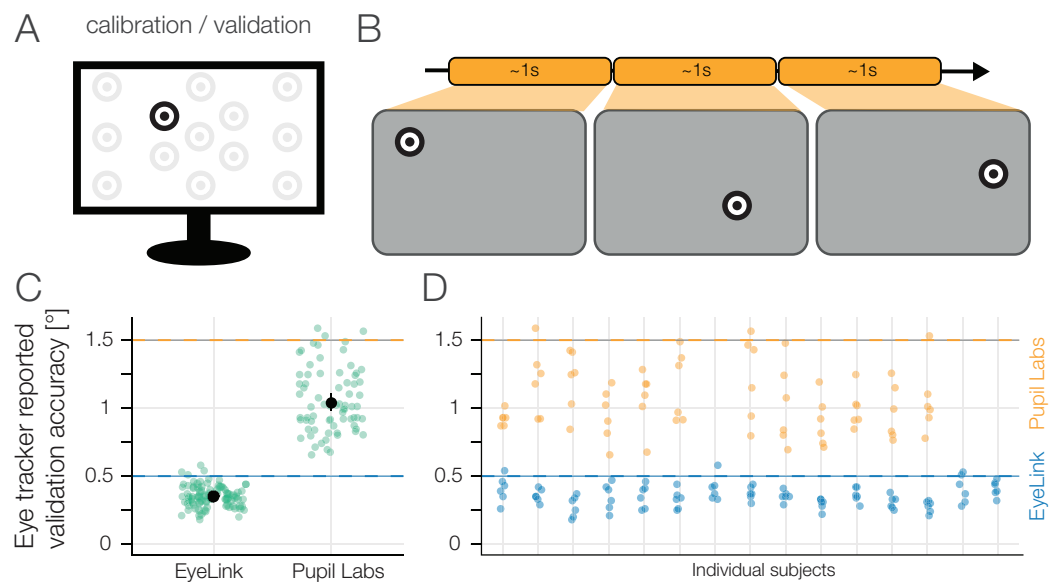 A
calibration / validation
B
~1s
~1s
~1s
C
Eye tracker reported
validation accuracy [°]
1.5
1
0.5
0
EyeLink
Pupil Labs
D
1.5
1
0.5
0
Individual subjects
Pupil Labs
EyeLink